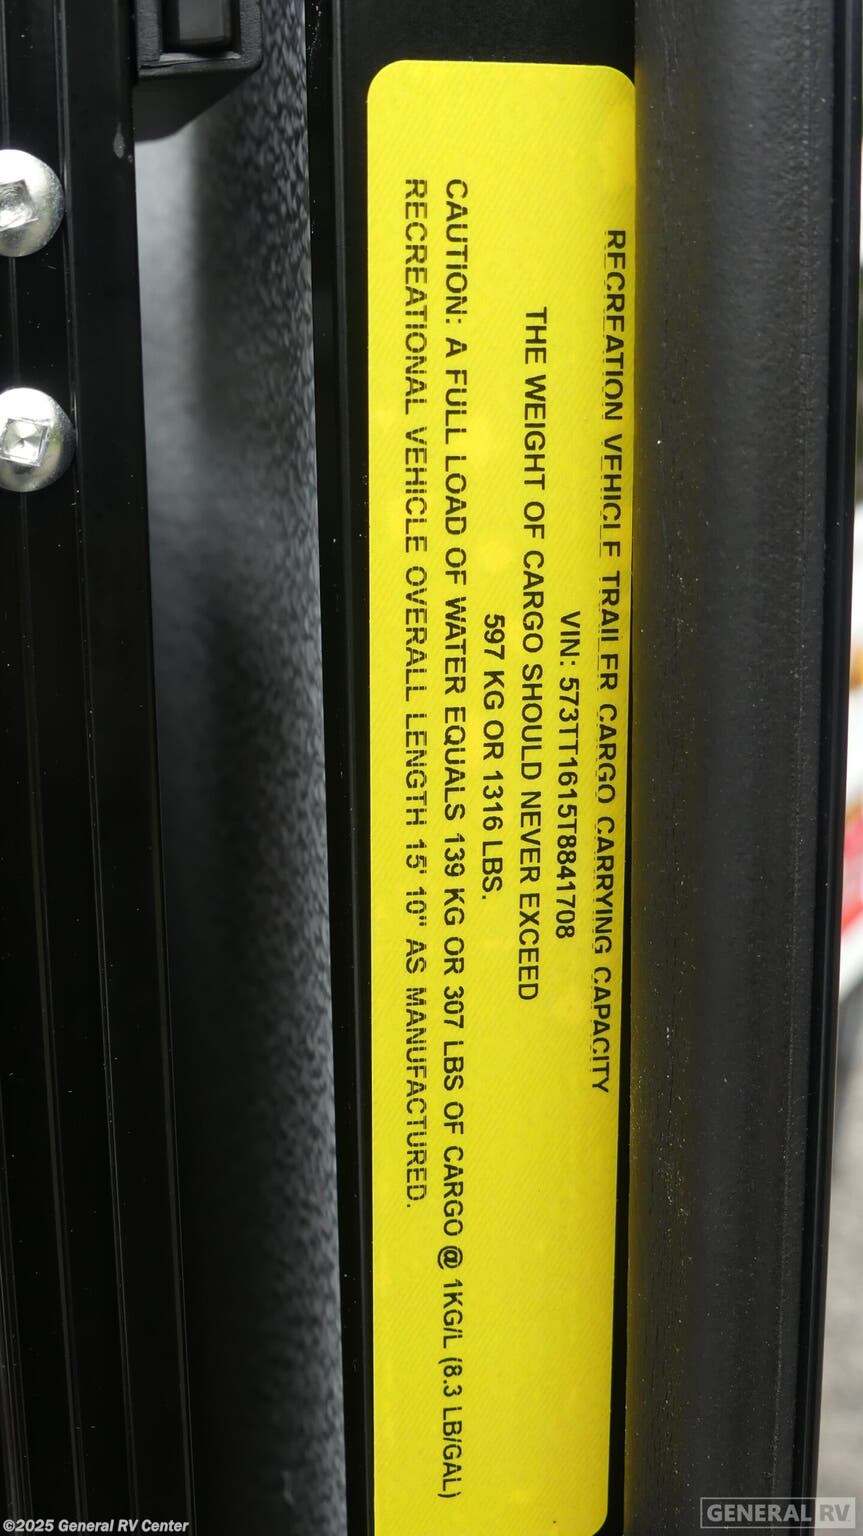 RECREATION VEHICLE TRAILER CARGO CARRYING CAPACITY
VIN: 573TT1615T8841708
THE WEIGHT OF CARGO SHOULD NEVER EXCEED
597 KG OR 1316 LBS.
CAUTION: A FULL LOAD OF WATER EQUALS 139 KG OR 307 LBS OF CARGO @ 1KG/L (8.3 LB/GAL)
RECREATIONAL VEHICLE OVERALL LENGTH 15' 10" AS MANUFACTURED.
©2025 General RV Center
GENERAL RV